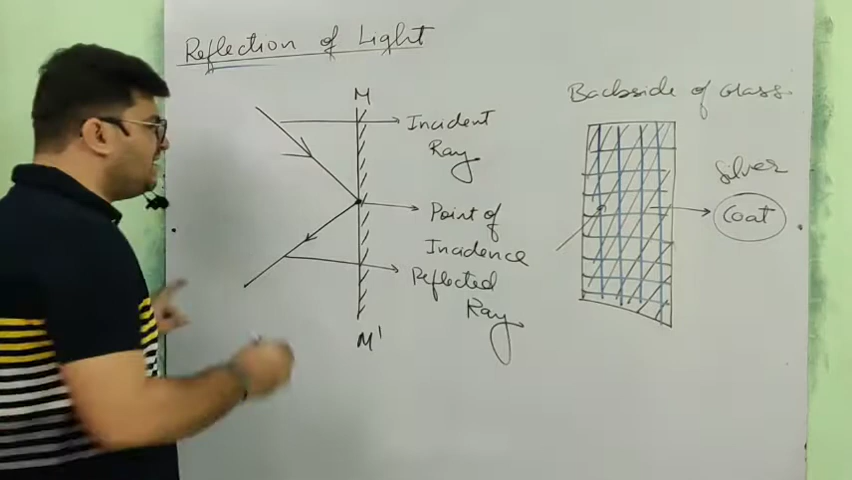 Reflection of Light
M
Incident
Ray
Point of
Incidence
Reflected
Ray
M'
Backside of Glass.
Silver
Coat